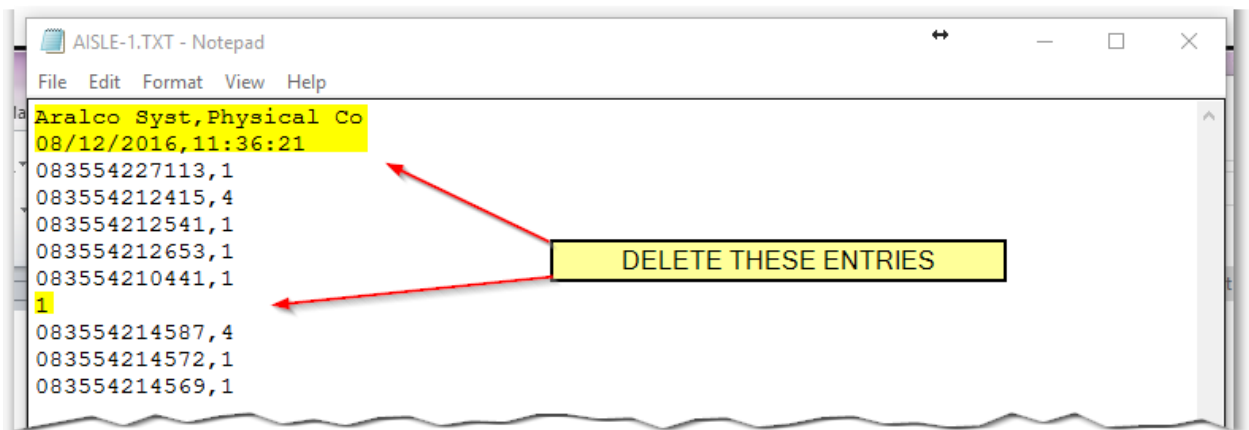 AISLE-1.TXT - Notepad
File Edit Format View Help
Aralco Syst,Physical Co
08/12/2016,11:36:21
083554227113,1
083554212415,4
083554212541,1
083554212653,1
083554210441,1
1
083554214587,4
083554214572,1
083554214569,1
DELETE THESE ENTRIES